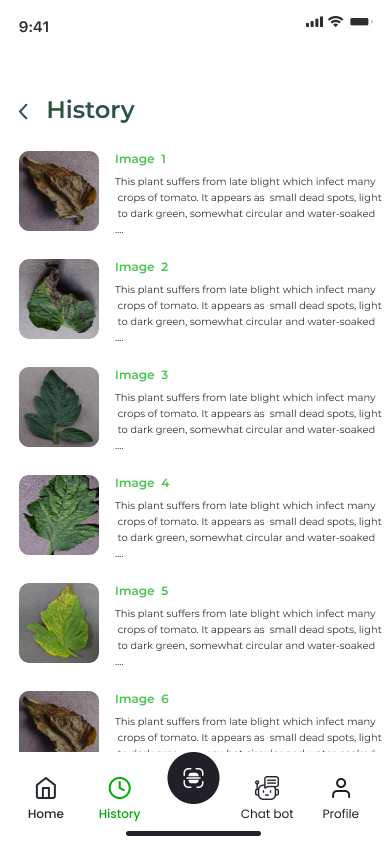 9:41
History
Image 1
This plant suffers from late blight which infect many
crops of tomato. It appears as small dead spots, light
to dark green, somewhat circular and water-soaked
....
Image 2
This plant suffers from late blight which infect many
crops of tomato. It appears as small dead spots, light
to dark green, somewhat circular and water-soaked
....
Image 3
This plant suffers from late blight which infect many
crops of tomato. It appears as small dead spots, light
to dark green, somewhat circular and water-soaked
....
Image 4
This plant suffers from late blight which infect many
crops of tomato. It appears as small dead spots, light
to dark green, somewhat circular and water-soaked
....
Image 5
This plant suffers from late blight which infect many
crops of tomato. It appears as small dead spots, light
to dark green, somewhat circular and water-soaked
....
Image 6
This plant suffers from late blight which infect many
crops of tomato. It appears as small dead spots, light
Home
History
Chat bot
Profile